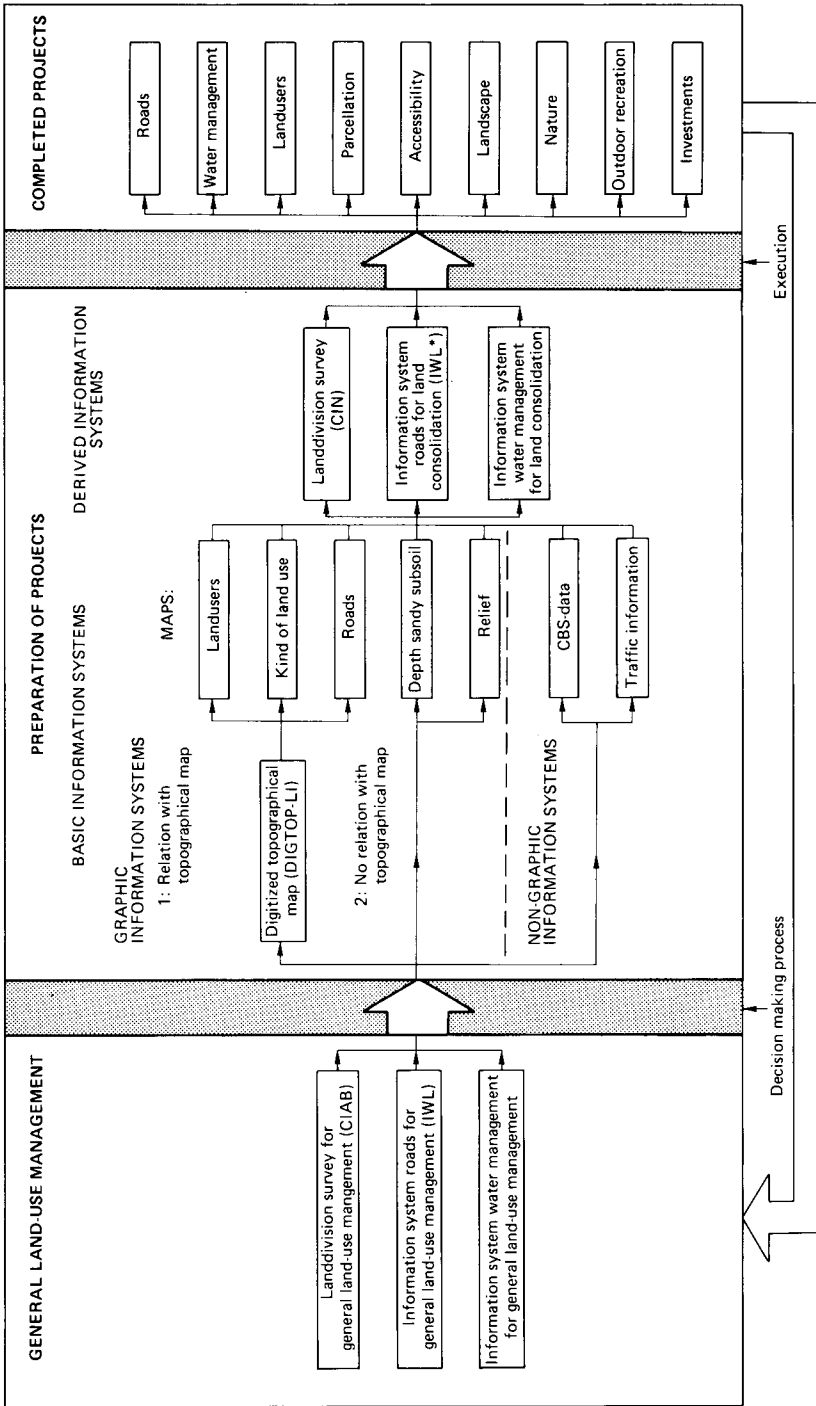 GENERAL LAND-USE MANAGEMENT
Landdivision survey for
general land-use mangement (CIAB)
Information system roads for
general land-use management (IWL)
Information system water management
for general land-use management
Decision making process
PREPARATION OF PROJECTS
BASIC INFORMATION SYSTEMS
GRAPHIC
INFORMATION SYSTEMS
1: Relation with
topographical map
Digitized topographical
map (DIGTOP-LI)
2: No relation with
topographical map
NON-GRAPHIC
INFORMATION SYSTEMS
MAPS:
Landusers
Kind of land use
Roads
Depth sandy subsoil
Relief
CBS-data
Traffic information
DERIVED INFORMATION
SYSTEMS
Landdivision survey
(CIN)
Information system
roads for land
consolidation (IWL*)
Information system
water management
for land consolidation
Execution
COMPLETED PROJECTS
Roads
Water management
Landusers
Parcellation
Accessibility
Landscape
Nature
Outdoor recreation
Investments